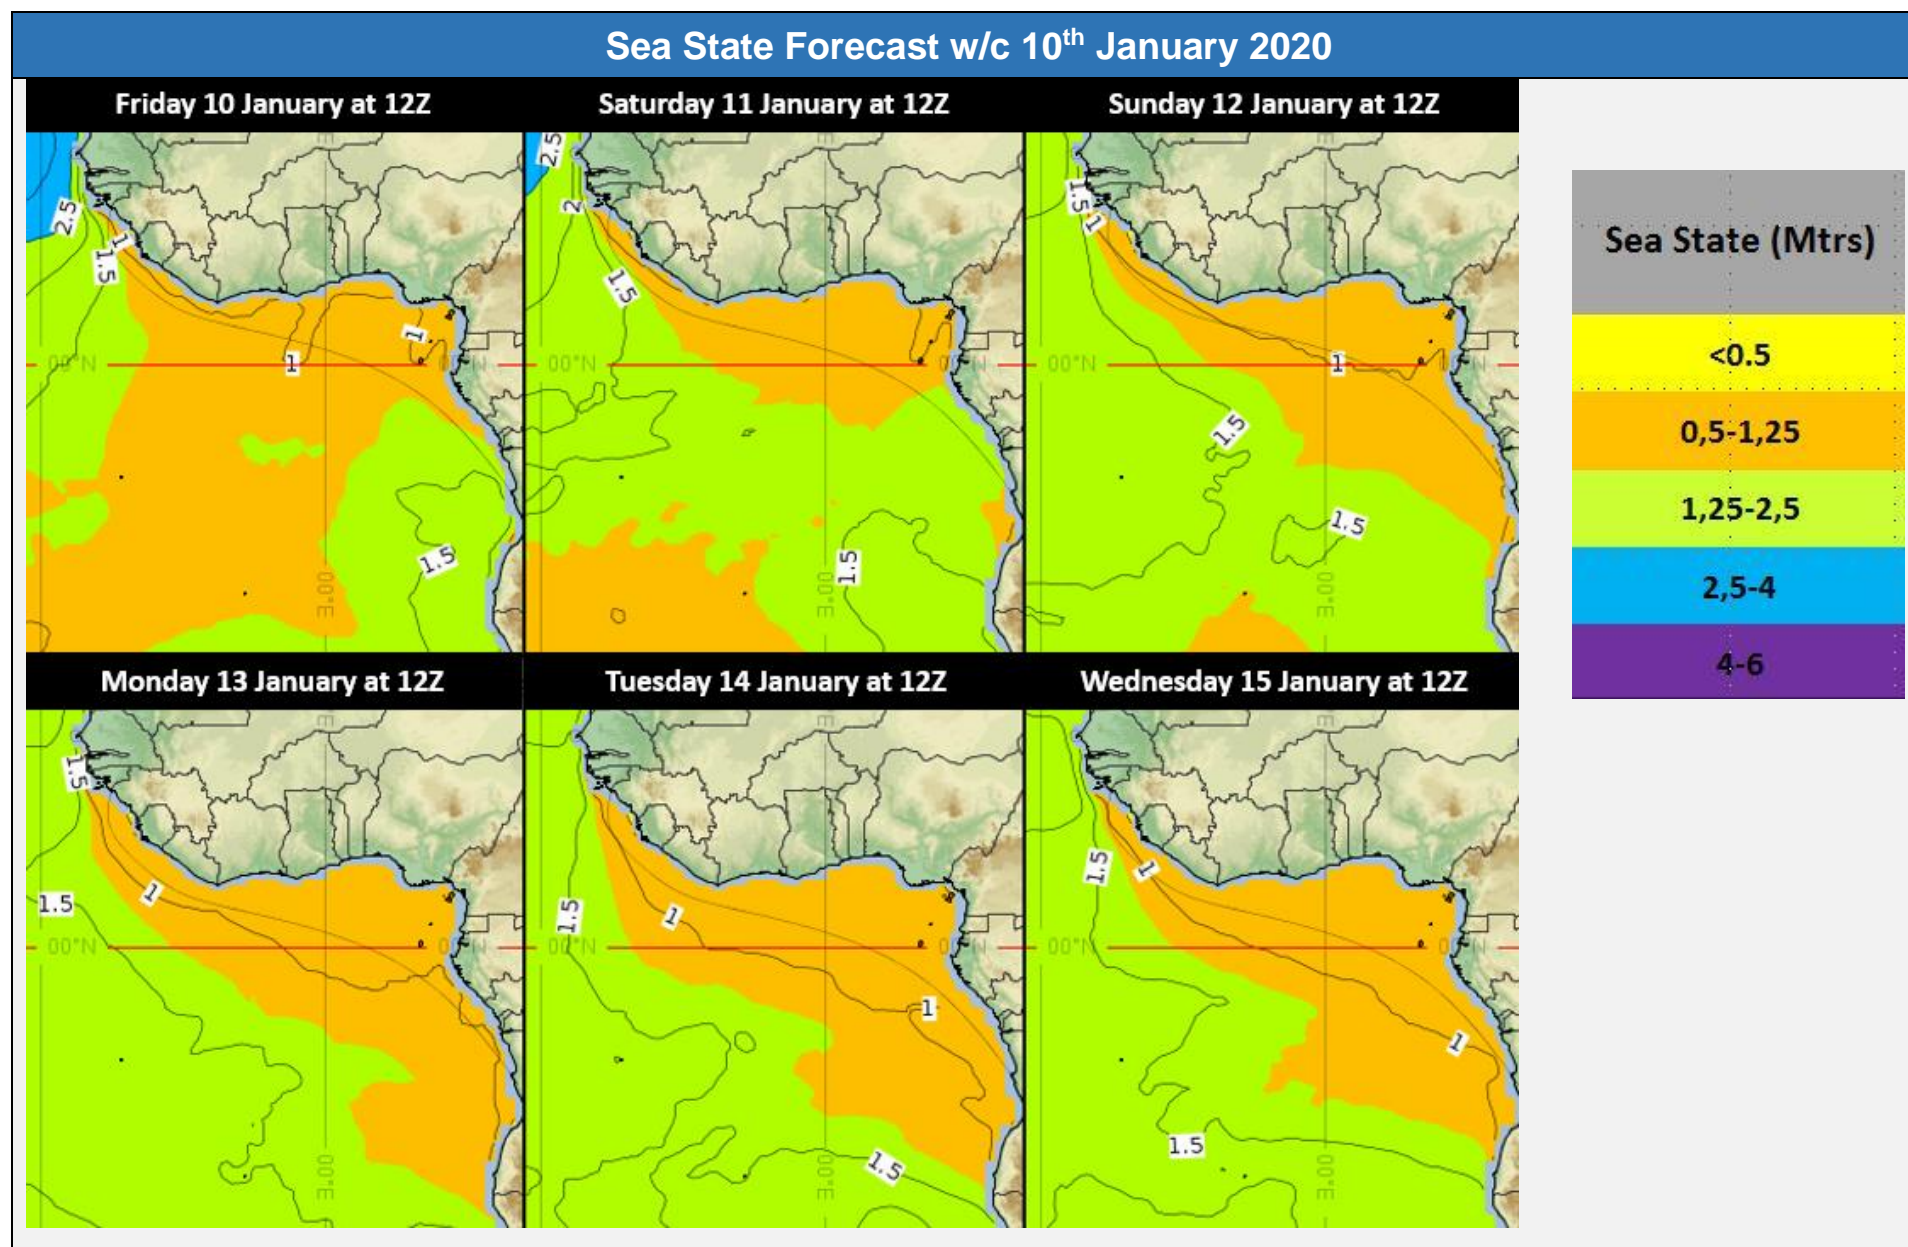 Sea State Forecast w/c 10th January 2020
Friday 10 January at 12Z
Saturday 11 January at 12Z
Sunday 12 January at 12Z
2.5
1
1.5
1
1
00°N
1.5
00°E
2.5
2
1.5
00°N
1.5
00°E
1.5
1
1
00°N
1.5
1.5
00°E
Monday 13 January at 12Z
Tuesday 14 January at 12Z
Wednesday 15 January at 12Z
1.5
1
1.5
00°N
00°E
1
1.5
00°N
1
1.5
00°E
1.5
1
00°N
1
1.5
00°E
Sea State (Mtrs)
<0.5
0,5-1,25
1,25-2,5
2,5-4
4-6